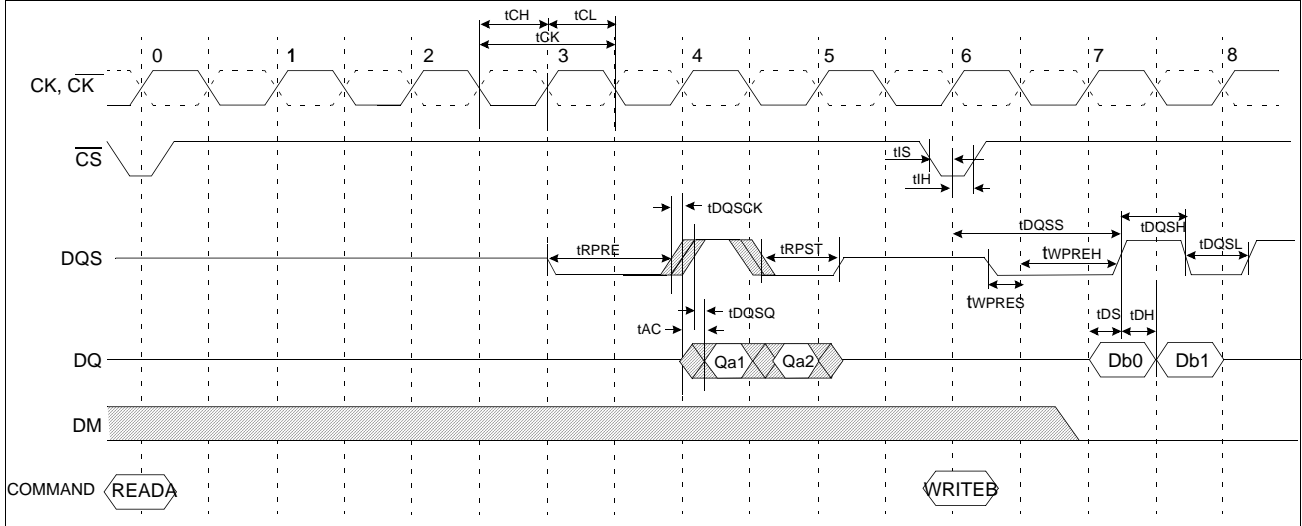 tCH tCL
tCK
0 1 2 3 4 5 6 7 8
CK, CK
CS
tIS
tIH
tDQSCK
tDQSS tDQSH
tRPRE tRPST tDQSL
DQS
tWPREH
tWPRES
tDQSQ
tAC
tDS tDH
DQ Qa1 Qa2 Db0 Db1
DM
COMMAND READA WRITEB